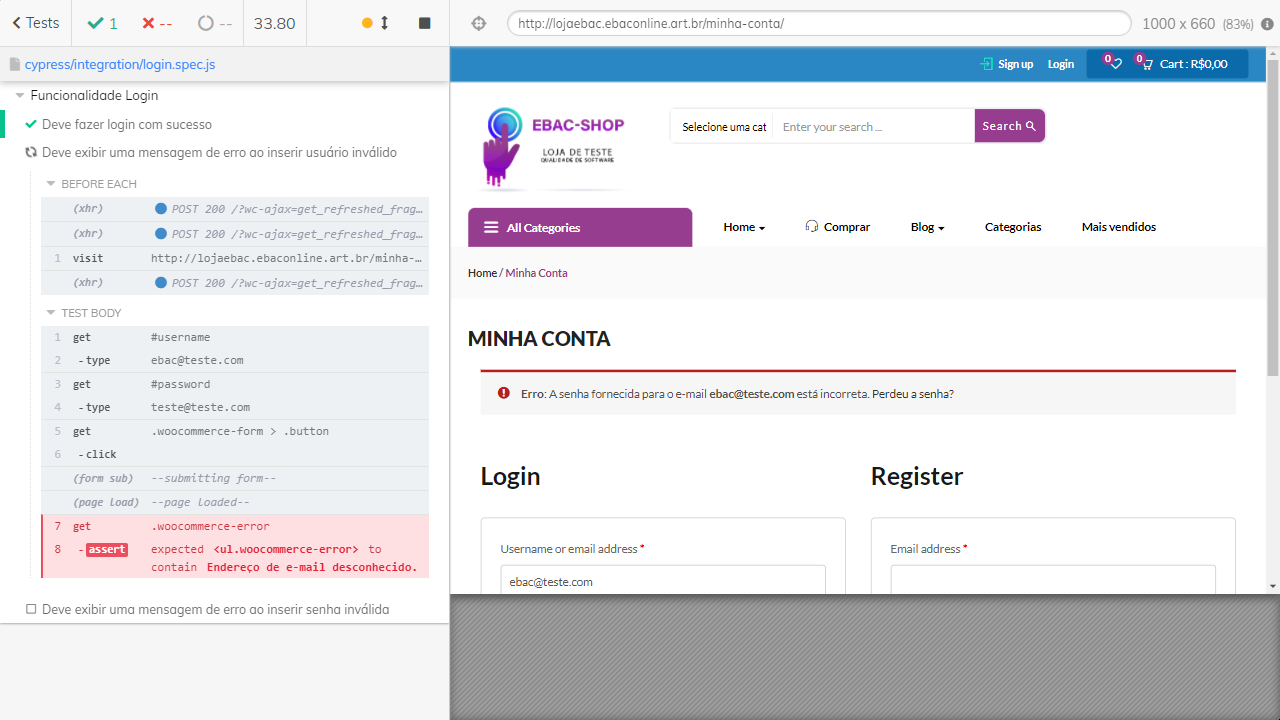 Tests
1
--
--
33.80
http://lojaebac.ebaconline.art.br/minha-conta/
1000 x 660 (83%)
cypress/integration/login.spec.js
Funcionalidade Login
Deve fazer login com sucesso
Deve exibir uma mensagem de erro ao inserir usuário inválido
BEFORE EACH
(xhr) POST 200 /?wc-ajax=get_refreshed_frag…
(xhr) POST 200 /?wc-ajax=get_refreshed_frag…
1 visit http://lojaebac.ebaconline.art.br/minha-…
(xhr) POST 200 /?wc-ajax=get_refreshed_frag…
TEST BODY
1 get #username
2 -type ebac@teste.com
3 get #password
4 -type teste@teste.com
5 get .woocommerce-form > .button
6 -click
(form sub) --submitting form--
(page load) --page loaded--
7 get .woocommerce-error
8 -assert expected <ul.woocommerce-error> to
contain Endereço de e-mail desconhecido.
Deve exibir uma mensagem de erro ao inserir senha inválida
Sign up Login 0 0 Cart : R$0,00
EBAC-SHOP
LOJA DE TESTE
QUALIDADE DE SOFTWARE
Selecione uma cat Enter your search ... Search
All Categories Home Comprar Blog Categorias Mais vendidos
Home / Minha Conta
MINHA CONTA
Erro: A senha fornecida para o e-mail ebac@teste.com está incorreta. Perdeu a senha?
Login
Username or email address *
ebac@teste.com
Register
Email address *